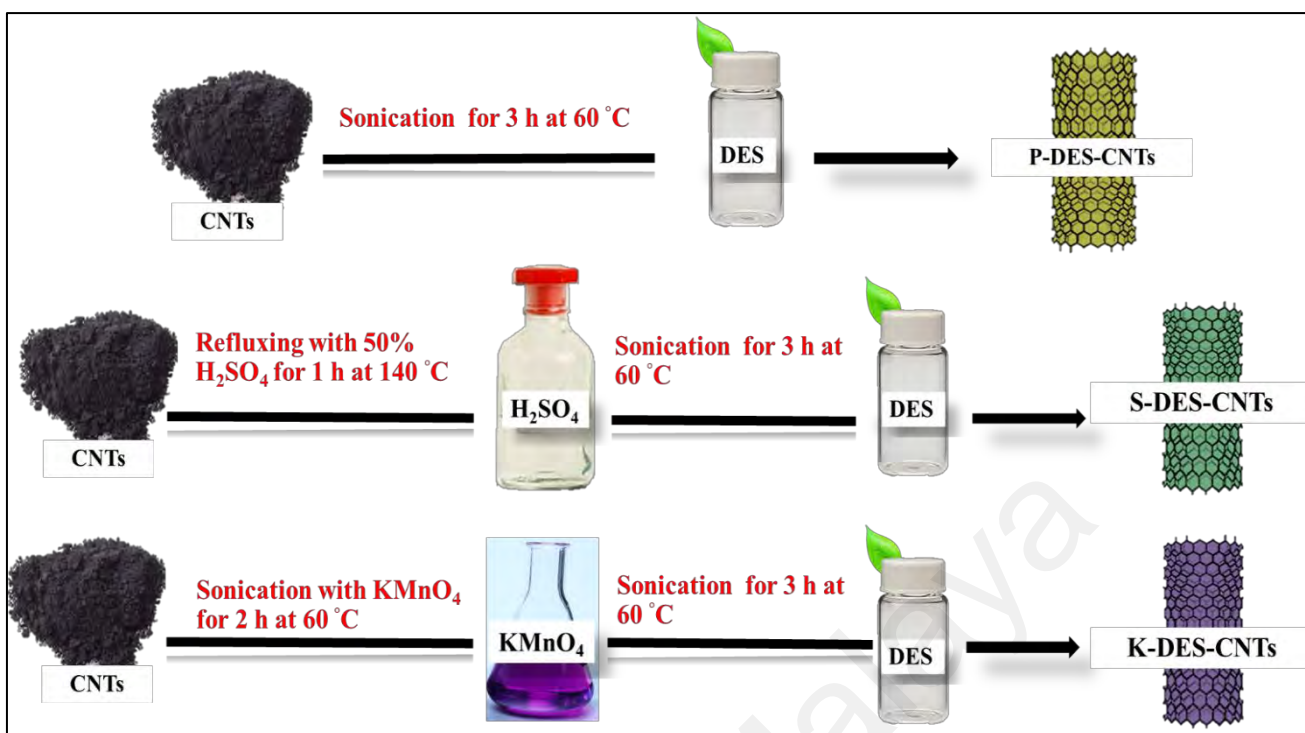 Sonication for 3 h at 60 °C
CNTs
DES
P-DES-CNTs
Refluxing with 50%
H₂SO₄ for 1 h at 140 °C
CNTs
H₂SO₄
Sonication for 3 h at
60 °C
DES
S-DES-CNTs
Sonication with KMnO₄
for 2 h at 60 °C
CNTs
KMnO₄
Sonication for 3 h at
60 °C
DES
K-DES-CNTs
alaya